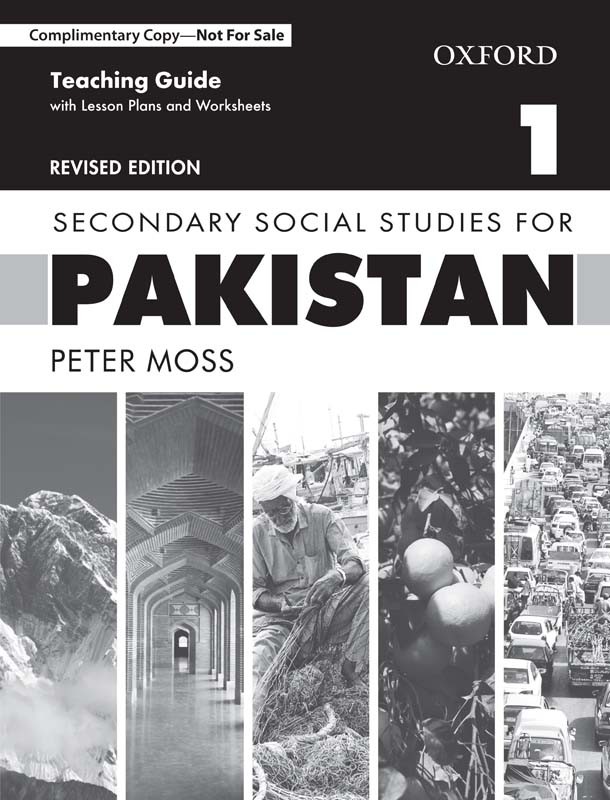 Complimentary Copy—Not For Sale
OXFORD
Teaching Guide
with Lesson Plans and Worksheets
1
REVISED EDITION
SECONDARY SOCIAL STUDIES FOR
PAKISTAN
PETER MOSS